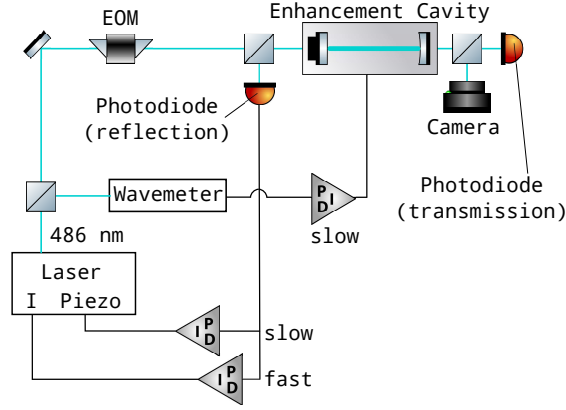 Enhancement Cavity
EOM
Photodiode
(reflection)
Camera
Photodiode
(transmission)
Wavemeter
P
D I
slow
486 nm
Laser
I Piezo
I P
D
slow
I P
D
fast